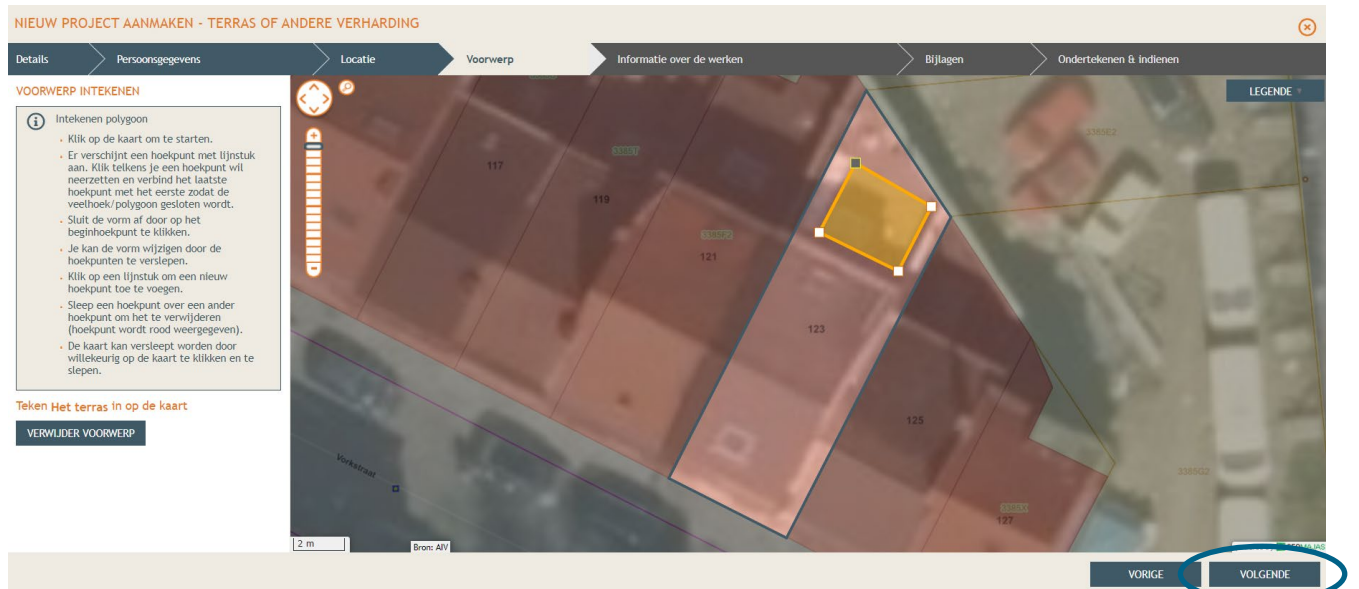 NIEUW PROJECT AANMAKEN - TERRAS OF ANDERE VERHARDING
Details
Persoonsgegevens
Locatie
Voorwerp
Informatie over de werken
Bijlagen
Ondertekenen & indienen
VOORWERP INTEKENEN
Intekenen polygoon
Klik op de kaart om te starten.
Er verschijnt een hoekpunt met lijnstuk
aan. Klik telkens je een hoekpunt wil
neerzetten en verbind het laatste
hoekpunt met het eerste zodat de
veelhoek/polygoon gesloten wordt.
Sluit de vorm af door op het
beginhoekpunt te klikken.
Je kan de vorm wijzigen door de
hoekpunten te verslepen.
Klik op een lijnstuk om een nieuw
hoekpunt toe te voegen.
Sleep een hoekpunt over een ander
hoekpunt om het te verwijderen
(hoekpunt wordt rood weergegeven).
De kaart kan versleept worden door
willekeurig op de kaart te klikken en te
slepen.
Teken Het terras in op de kaart
VERWIJDER VOORWERP
LEGENDE
3385E2
3385T
117
119
3385F2
121
123
125
3385G2
3385X
127
Vorkstraat
2 m
Bron: AIV
VORIGE
VOLGENDE